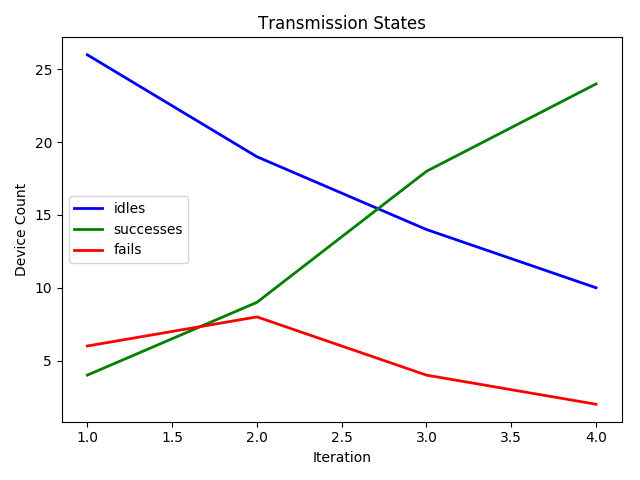 Transmission States
25
20
15
10
5
Device Count
idles
successes
fails
1.0 1.5 2.0 2.5 3.0 3.5 4.0
Iteration